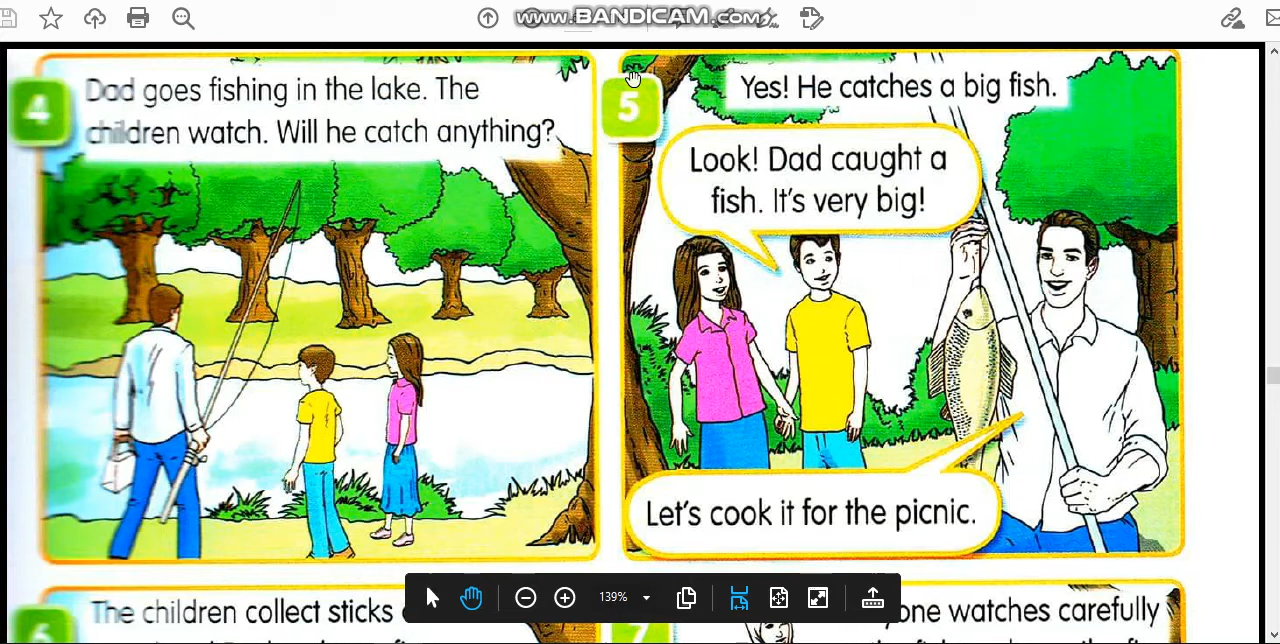 www.BANDICAM.com
4
Dad goes fishing in the lake. The
children watch. Will he catch anything?
5
Yes! He catches a big fish.
Look! Dad caught a
fish. It's very big!
Let's cook it for the picnic.
6
The children collect sticks
7
one watches carefully
139%